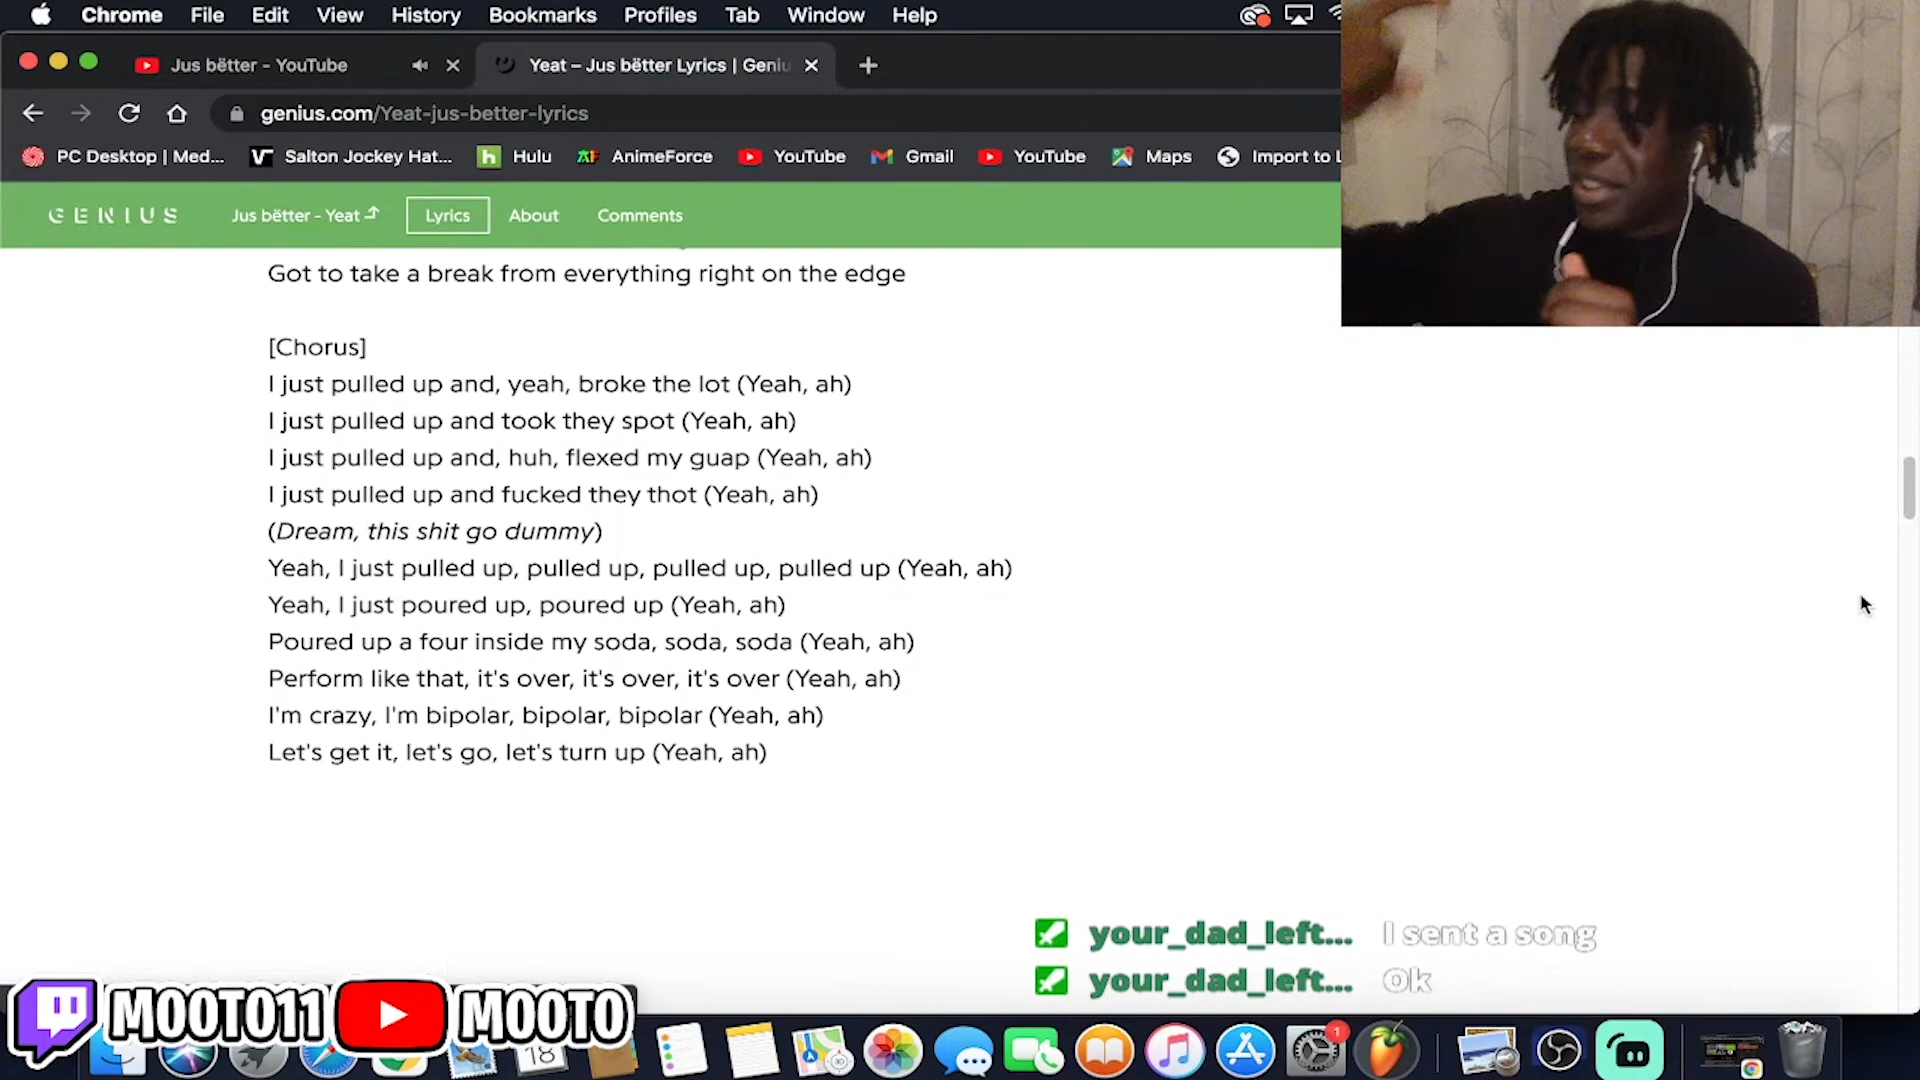 Chrome File Edit View History Bookmarks Profiles Tab Window Help
Jus bëtter - YouTube
Yeat – Jus bëtter Lyrics | Geniu
genius.com/Yeat-jus-better-lyrics
PC Desktop | Med... Salton Jockey Hat... Hulu AnimeForce YouTube Gmail YouTube Maps Import to L
GENIUS Jus bëtter - Yeat Lyrics About Comments
Got to take a break from everything right on the edge
[Chorus]
I just pulled up and, yeah, broke the lot (Yeah, ah)
I just pulled up and took they spot (Yeah, ah)
I just pulled up and, huh, flexed my guap (Yeah, ah)
I just pulled up and fucked they thot (Yeah, ah)
(Dream, this shit go dummy)
Yeah, I just pulled up, pulled up, pulled up, pulled up (Yeah, ah)
Yeah, I just poured up, poured up (Yeah, ah)
Poured up a four inside my soda, soda, soda (Yeah, ah)
Perform like that, it's over, it's over, it's over (Yeah, ah)
I'm crazy, I'm bipolar, bipolar, bipolar (Yeah, ah)
Let's get it, let's go, let's turn up (Yeah, ah)
your_dad_left... I sent a song
your_dad_left... Ok
M00T011 M00T0
18
1